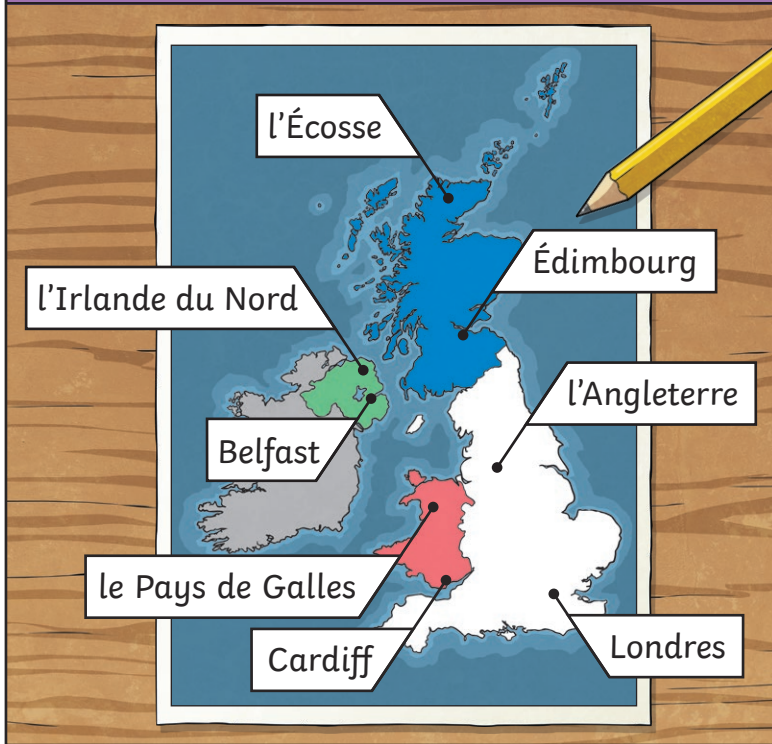 l'Écosse
Édimbourg
l'Irlande du Nord
l'Angleterre
Belfast
le Pays de Galles
Cardiff
Londres